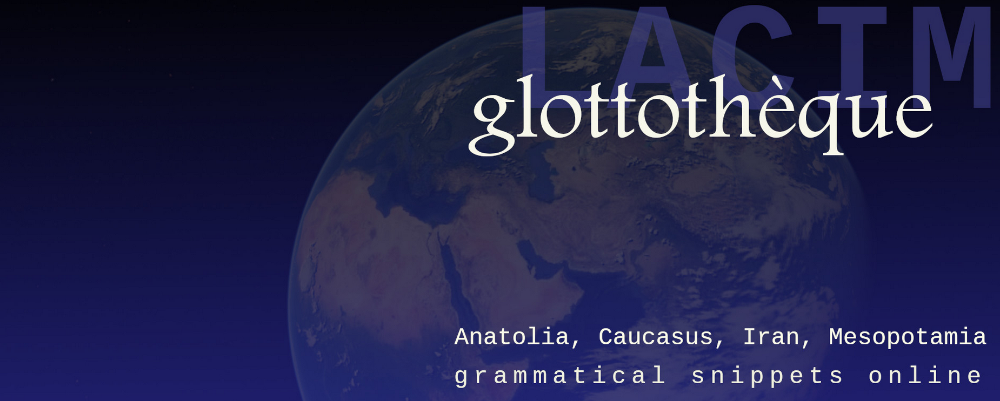 LACIM
glottothèque
Anatolia, Caucasus, Iran, Mesopotamia
grammatical snippets online